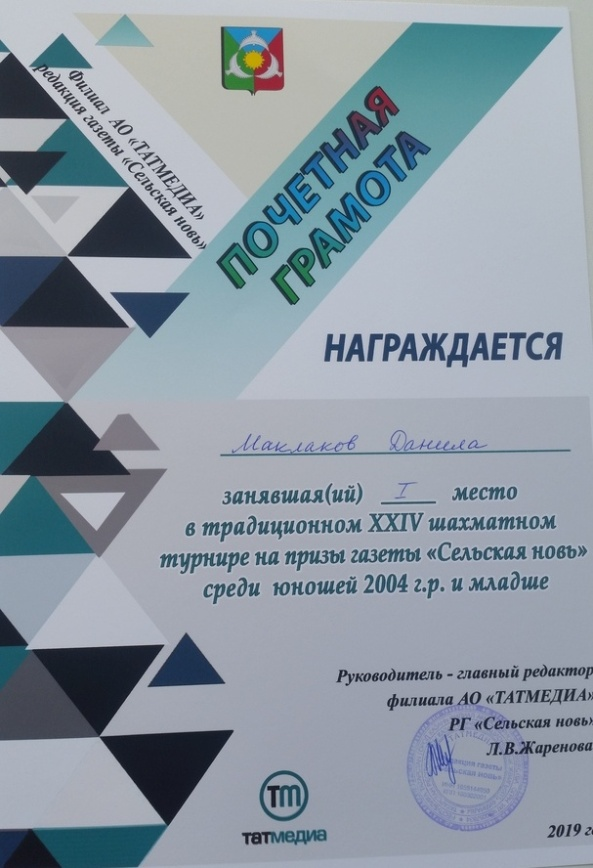 Филиал АО «ТАТМЕДИА»
редакция газеты «Сельская новь»
ПОЧЕТНАЯ
ГРАМОТА
НАГРАЖДАЕТСЯ
Маклаков Данила
занявшая(ий) I место
в традиционном XXIV шахматном
турнире на призы газеты «Сельская новь»
среди юношей 2004 г.р. и младше
Руководитель - главный редактор
филиала АО «ТАТМЕДИА»
РГ «Сельская новь»
Л.В.Жаренова
ТМ
ТАТМЕДИА
2019